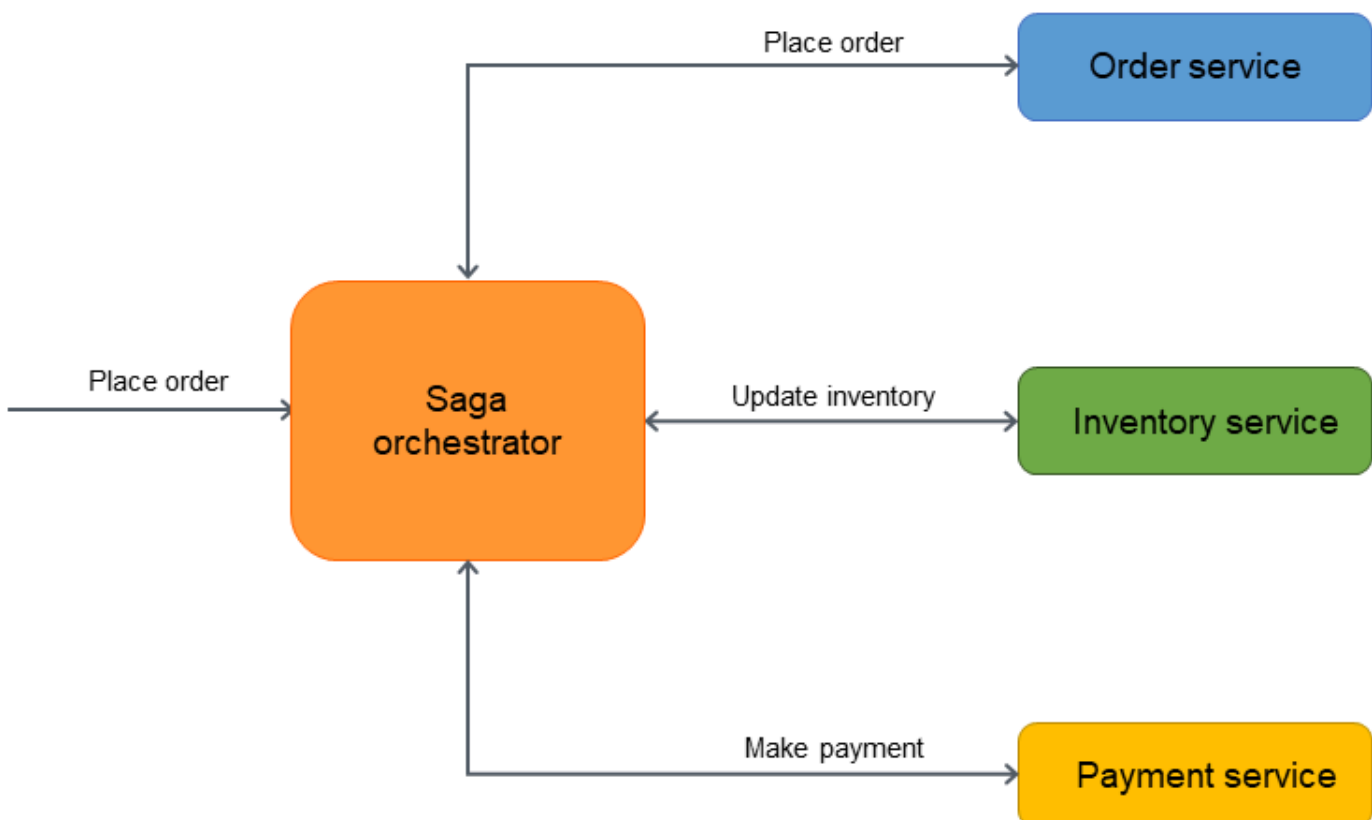 Place order
Order service
Place order
Saga
orchestrator
Update inventory
Inventory service
Make payment
Payment service